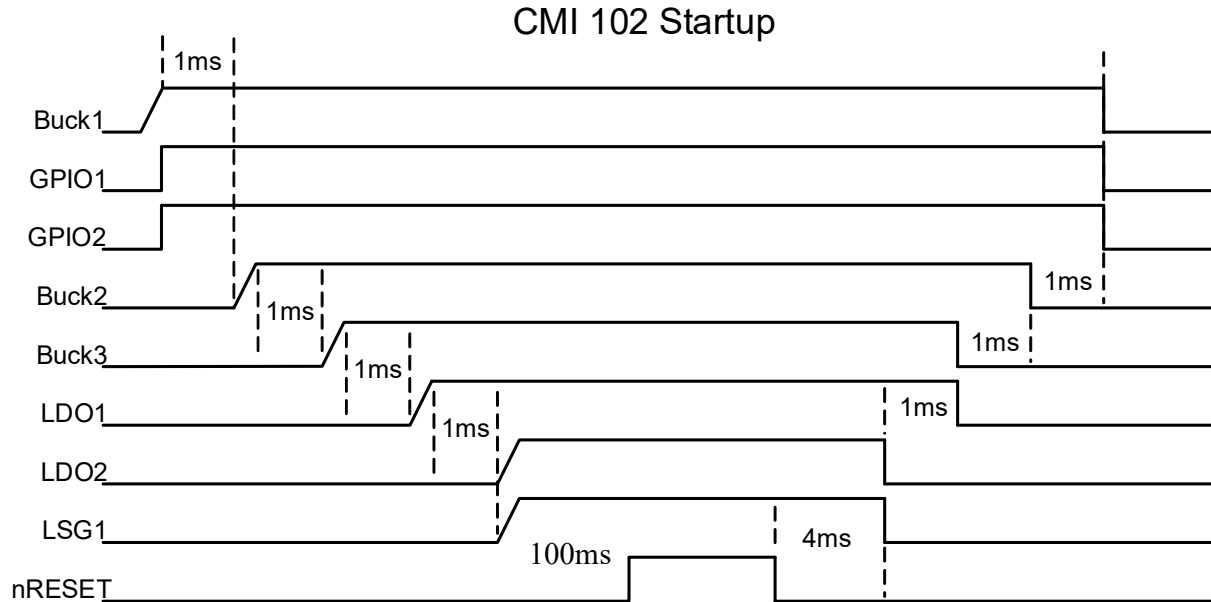 CMI 102 Startup
1ms
Buck1
GPIO1
GPIO2
Buck2
1ms
1ms
Buck3
1ms
1ms
LDO1
1ms
1ms
LDO2
LSG1
100ms
4ms
nRESET